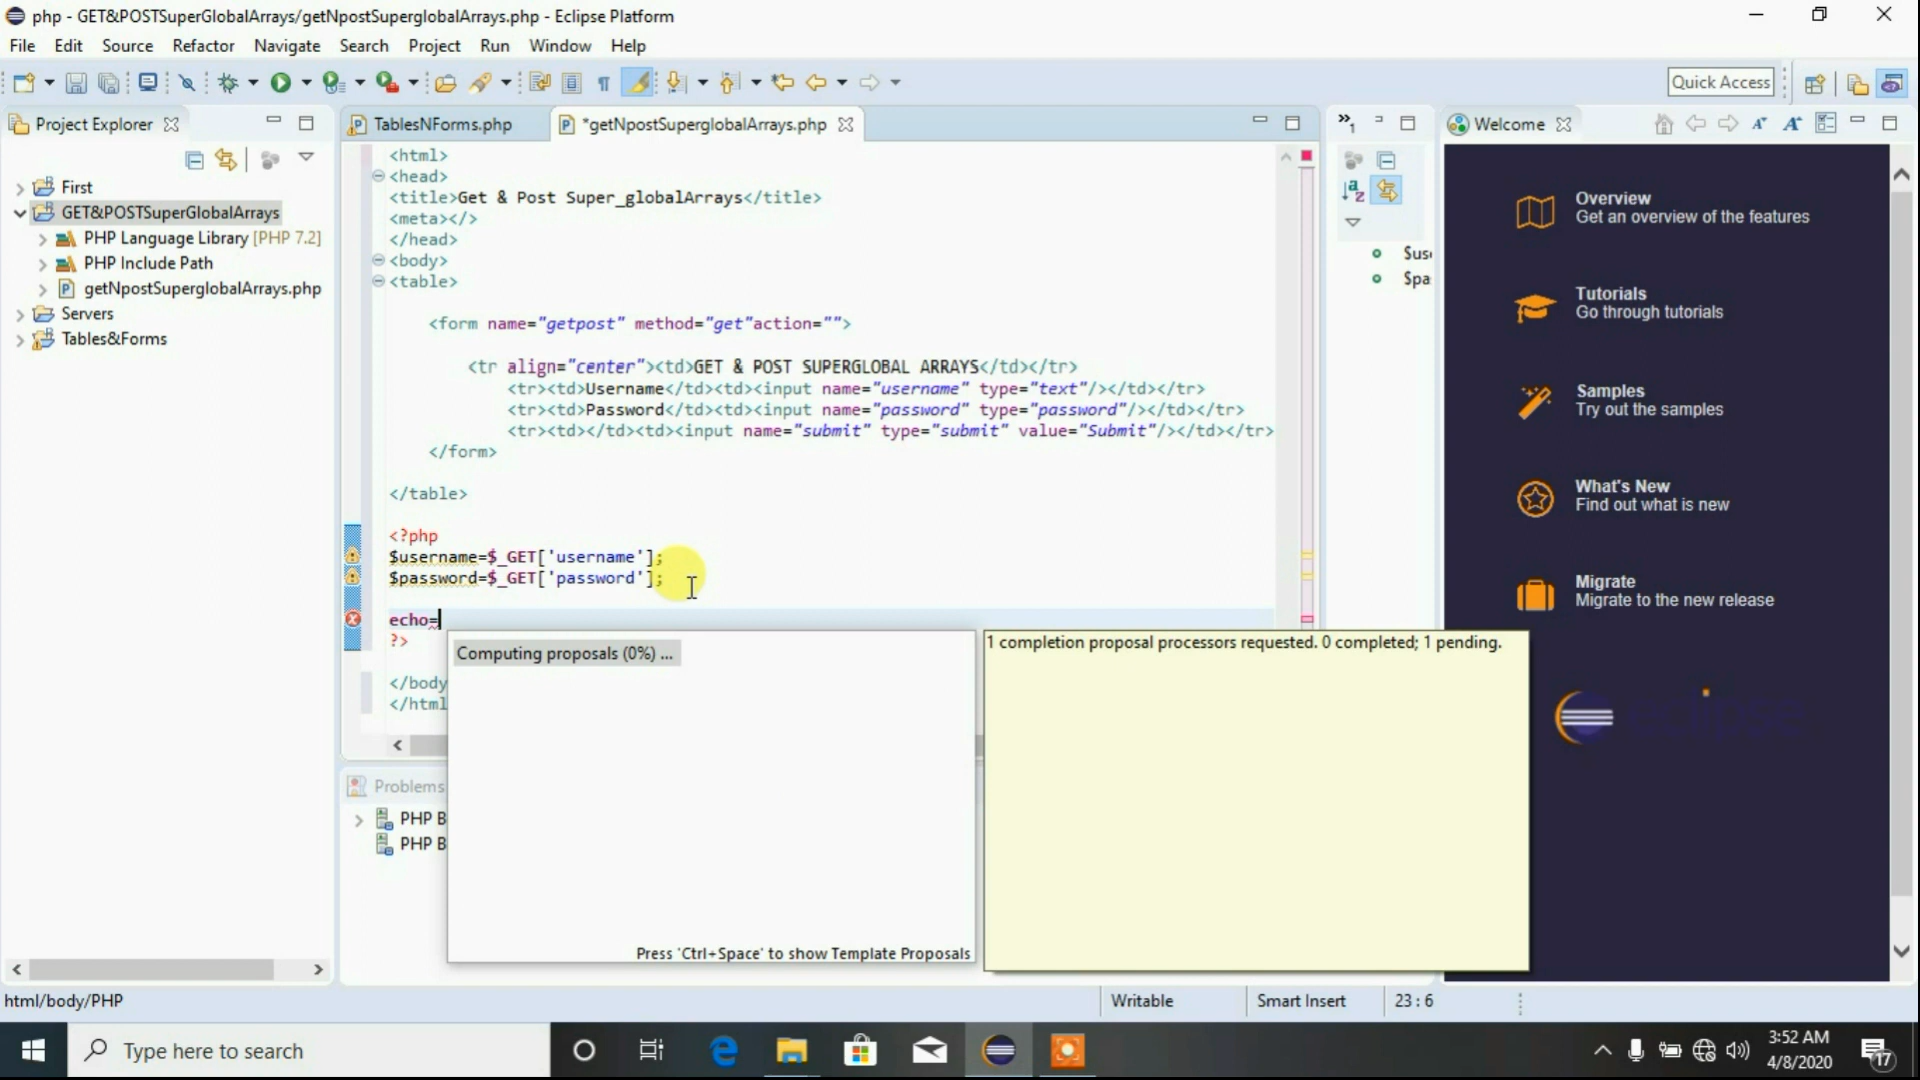 php - GET&POSTSuperGlobalArrays/getNpostSuperglobalArrays.php - Eclipse Platform
File Edit Source Refactor Navigate Search Project Run Window Help
Quick Access
Project Explorer
First
GET&POSTSuperGlobalArrays
PHP Language Library [PHP 7.2]
PHP Include Path
getNpostSuperglobalArrays.php
Servers
Tables&Forms
TablesNForms.php
*getNpostSuperglobalArrays.php
<html>
<head>
<title>Get & Post Super_globalArrays</title>
<meta></>
</head>
<body>
<table>
<form name="getpost" method="get"action="">
<tr align="center"><td>GET & POST SUPERGLOBAL ARRAYS</td></tr>
<tr><td>Username</td><td><input name="username" type="text"/></td></tr>
<tr><td>Password</td><td><input name="password" type="password"/></td></tr>
<tr><td></td><td><input name="submit" type="submit" value="Submit"/></td></tr>
</form>
</table>
<?php
$username=$_GET['username'];
$password=$_GET['password'];
echo=
?>
</body
</html
Computing proposals (0%) ...
Press 'Ctrl+Space' to show Template Proposals
1 completion proposal processors requested. 0 completed; 1 pending.
Problems
PHP B
PHP B
»1
$us
$pa
Welcome
Overview
Get an overview of the features
Tutorials
Go through tutorials
Samples
Try out the samples
What's New
Find out what is new
Migrate
Migrate to the new release
eclipse
html/body/PHP
Writable
Smart Insert
23 : 6
Type here to search
3:52 AM
4/8/2020
17